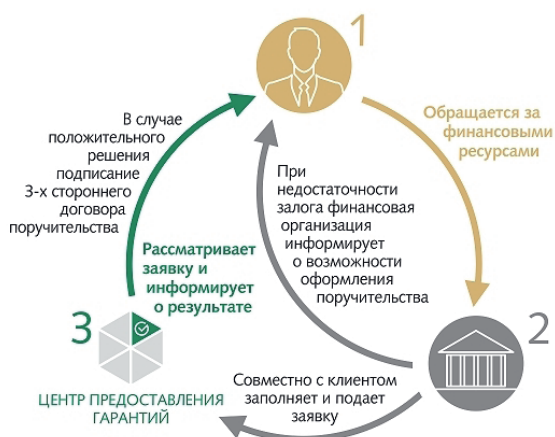 1
Обращается за
финансовыми
ресурсами
В случае
положительного
решения
подписание
3-х стороннего
договора
поручительства
При
недостаточности
залога финансовая
организация
информирует
о возможности
оформления
поручительства
Рассматривает
заявку и
информирует
о результате
3
2
ЦЕНТР ПРЕДОСТАВЛЕНИЯ
ГАРАНТИЙ
Совместно с клиентом
заполняет и подает
заявку